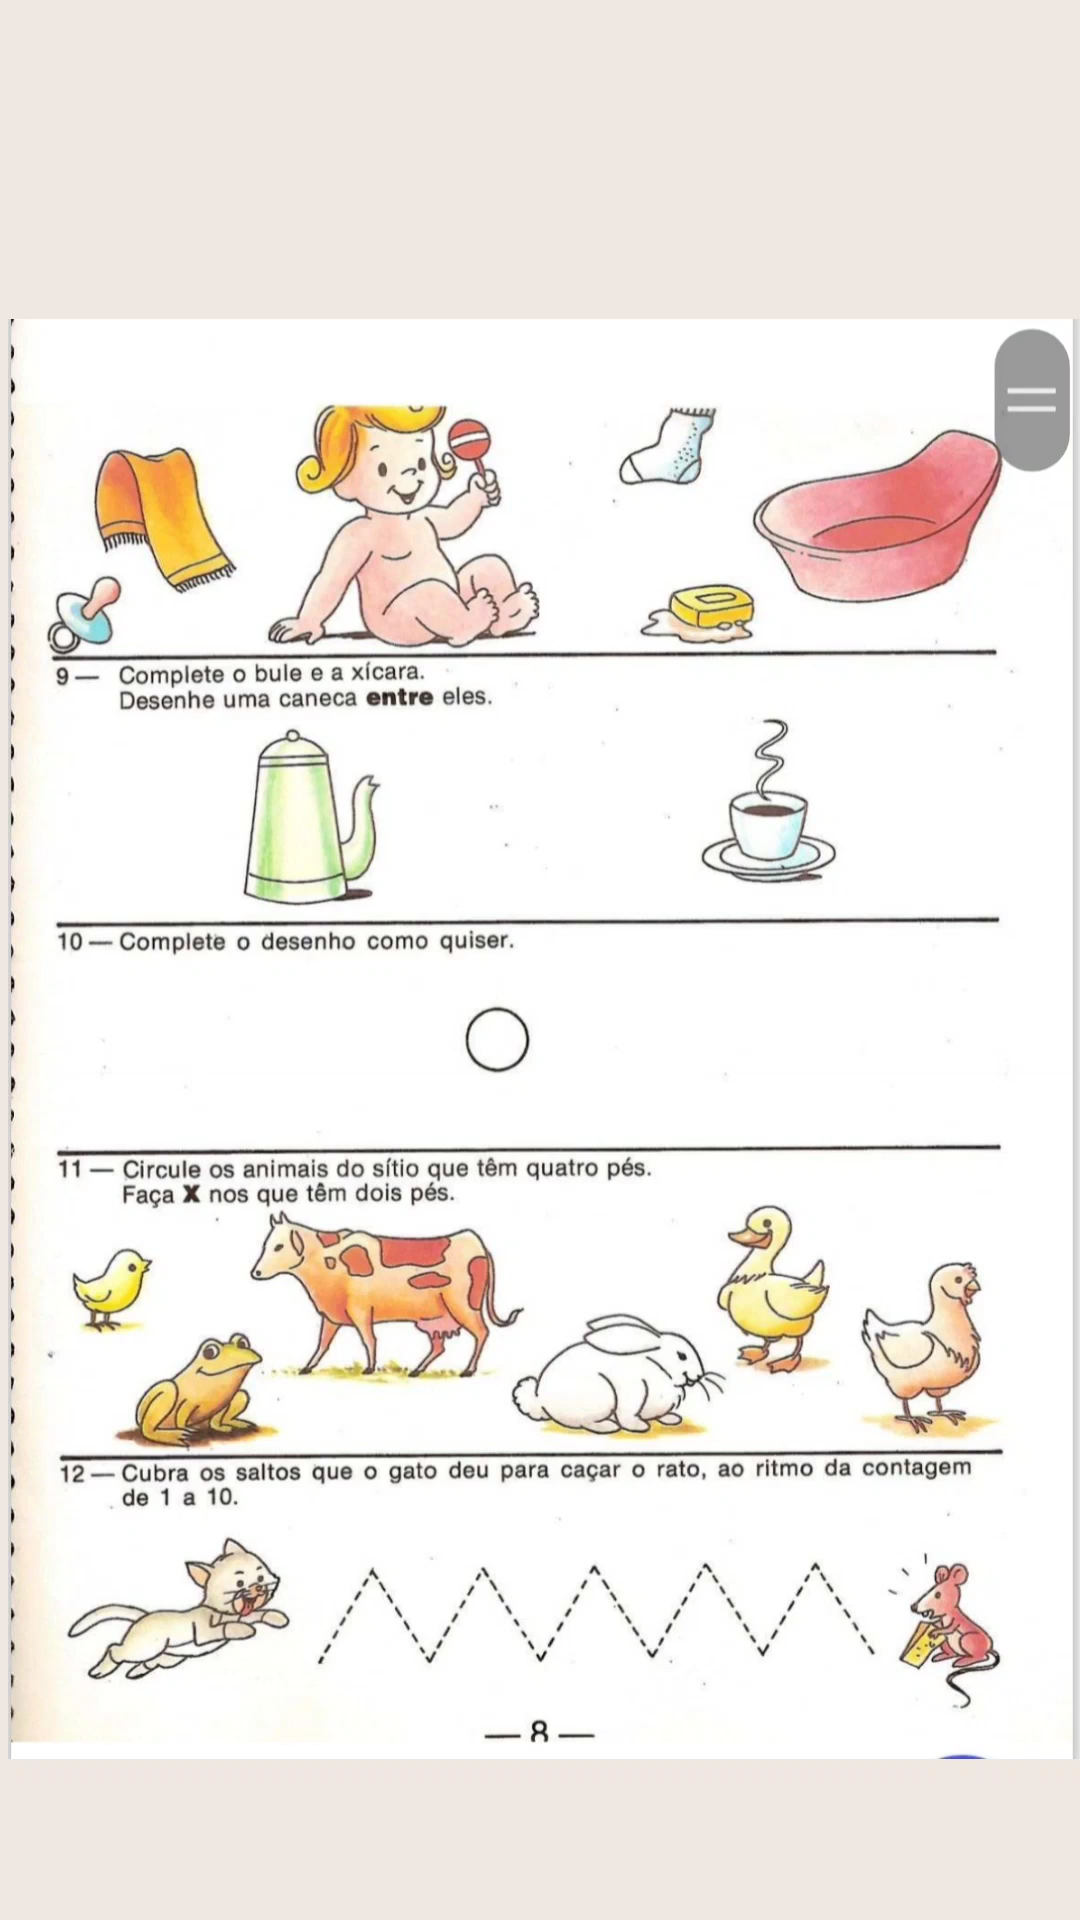 9 — Complete o bule e a xícara.
Desenhe uma caneca entre eles.
10 — Complete o desenho como quiser.
11 — Circule os animais do sítio que têm quatro pés.
Faça X nos que têm dois pés.
12 — Cubra os saltos que o gato deu para caçar o rato, ao ritmo da contagem
de 1 a 10.
— 8 —